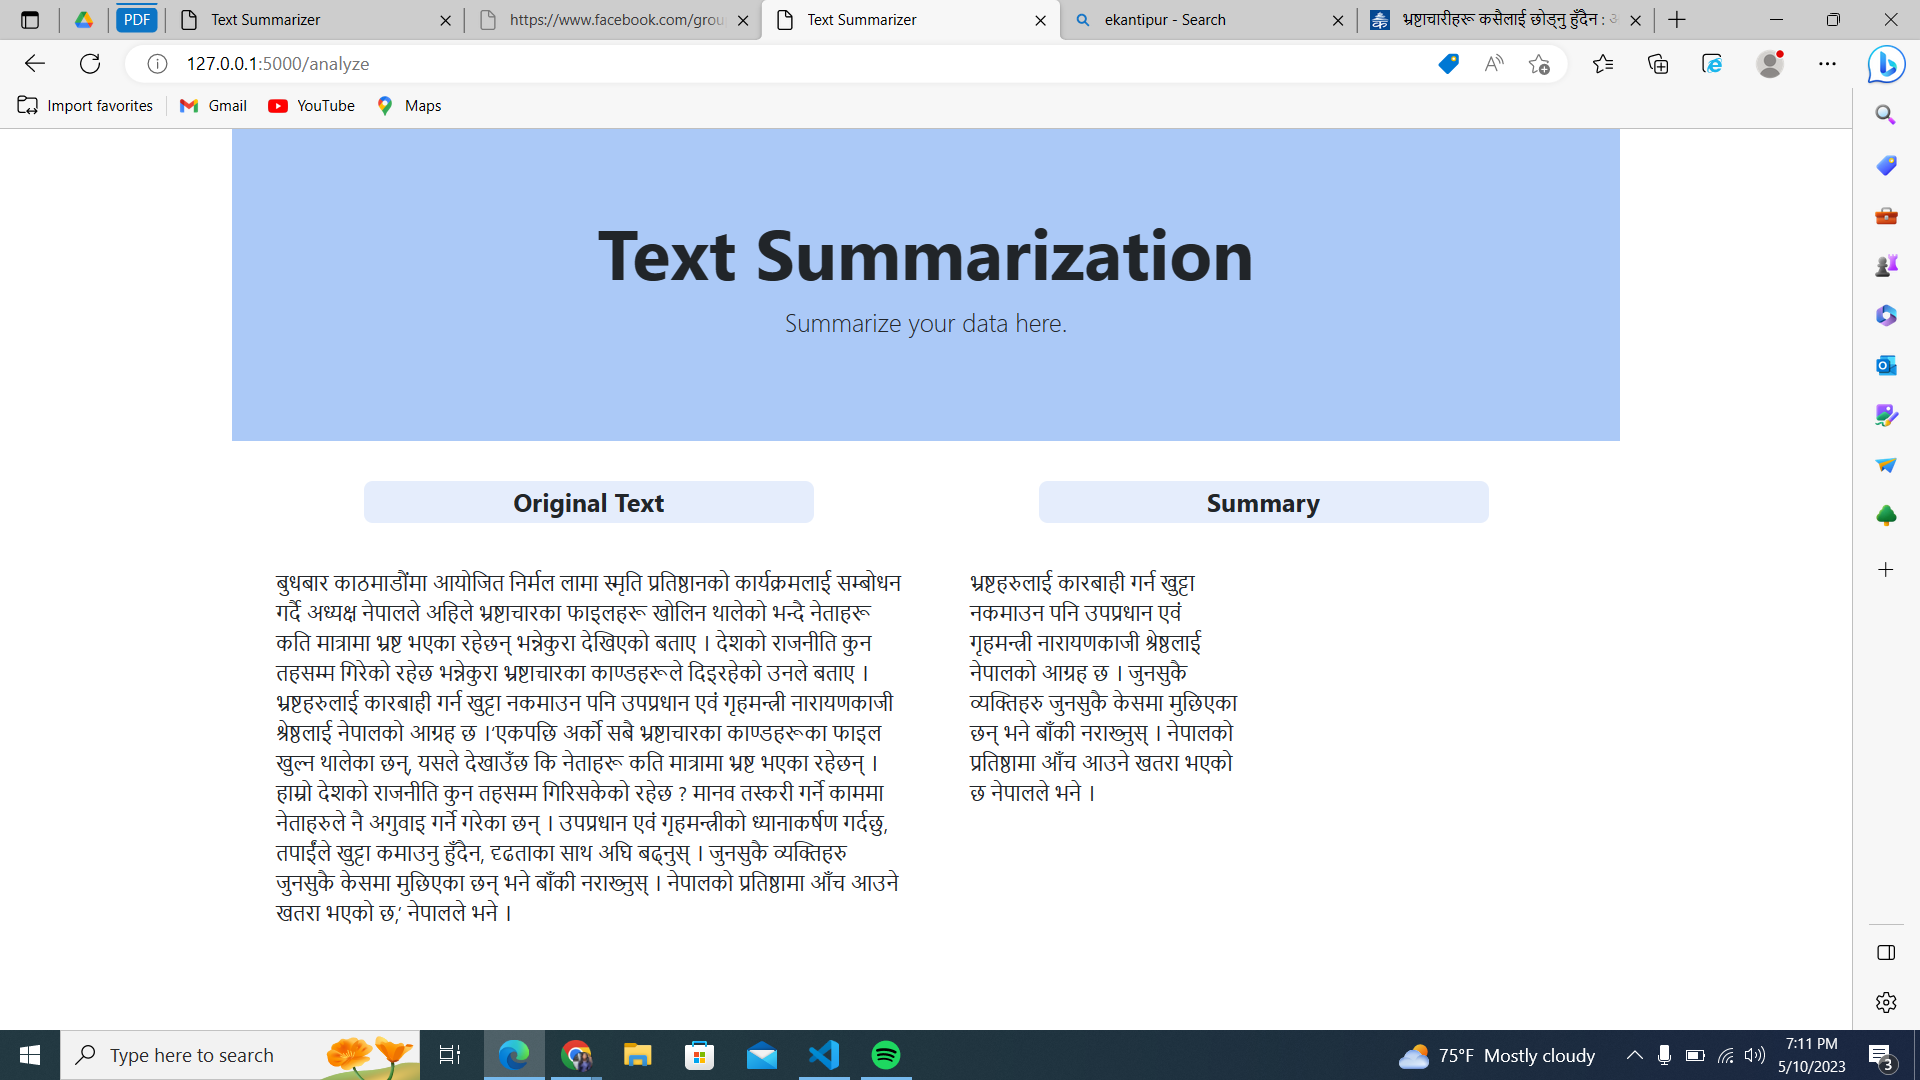 PDF
Text Summarizer
https://www.facebook.com/grou
Text Summarizer
ekantipur - Search
भ्रष्टाचारीहरू कसैलाई छोड्नु हुँदैन :
127.0.0.1:5000/analyze
Import favorites
Gmail
YouTube
Maps
Text Summarization
Summarize your data here.
Original Text
बुधबार काठमाडौंमा आयोजित निर्मल लामा स्मृति प्रतिष्ठानको कार्यक्रमलाई सम्बोधन
गर्दै अध्यक्ष नेपालले अहिले भ्रष्टाचारका फाइलहरू खोलिन थालेको भन्दै नेताहरू
कति मात्रामा भ्रष्ट भएका रहेछन् भन्नेकुरा देखिएको बताए । देशको राजनीति कुन
तहसम्म गिरेको रहेछ भन्नेकुरा भ्रष्टाचारका काण्डहरूले दिइरहेको उनले बताए ।
भ्रष्टहरुलाई कारबाही गर्न खुट्टा नकमाउन पनि उपप्रधान एवं गृहमन्त्री नारायणकाजी
श्रेष्ठलाई नेपालको आग्रह छ ।‘एकपछि अर्को सबै भ्रष्टाचारका काण्डहरूका फाइल
खुल्न थालेका छन्, यसले देखाउँछ कि नेताहरू कति मात्रामा भ्रष्ट भएका रहेछन् ।
हाम्रो देशको राजनीति कुन तहसम्म गिरिसकेको रहेछ ? मानव तस्करी गर्ने काममा
नेताहरुले नै अगुवाइ गर्ने गरेका छन् । उपप्रधान एवं गृहमन्त्रीको ध्यानाकर्षण गर्दछु,
तपाईंले खुट्टा कमाउनु हुँदैन, दृढताका साथ अघि बढ्नुस् । जुनसुकै व्यक्तिहरु
जुनसुकै केसमा मुछिएका छन् भने बाँकी नराख्नुस् । नेपालको प्रतिष्ठामा आँच आउने
खतरा भएको छ,’ नेपालले भने ।
Summary
भ्रष्टहरुलाई कारबाही गर्न खुट्टा
नकमाउन पनि उपप्रधान एवं
गृहमन्त्री नारायणकाजी श्रेष्ठलाई
नेपालको आग्रह छ । जुनसुकै
व्यक्तिहरु जुनसुकै केसमा मुछिएका
छन् भने बाँकी नराख्नुस् । नेपालको
प्रतिष्ठामा आँच आउने खतरा भएको
छ नेपालले भने ।
Type here to search
75°F Mostly cloudy
7:11 PM
5/10/2023
3